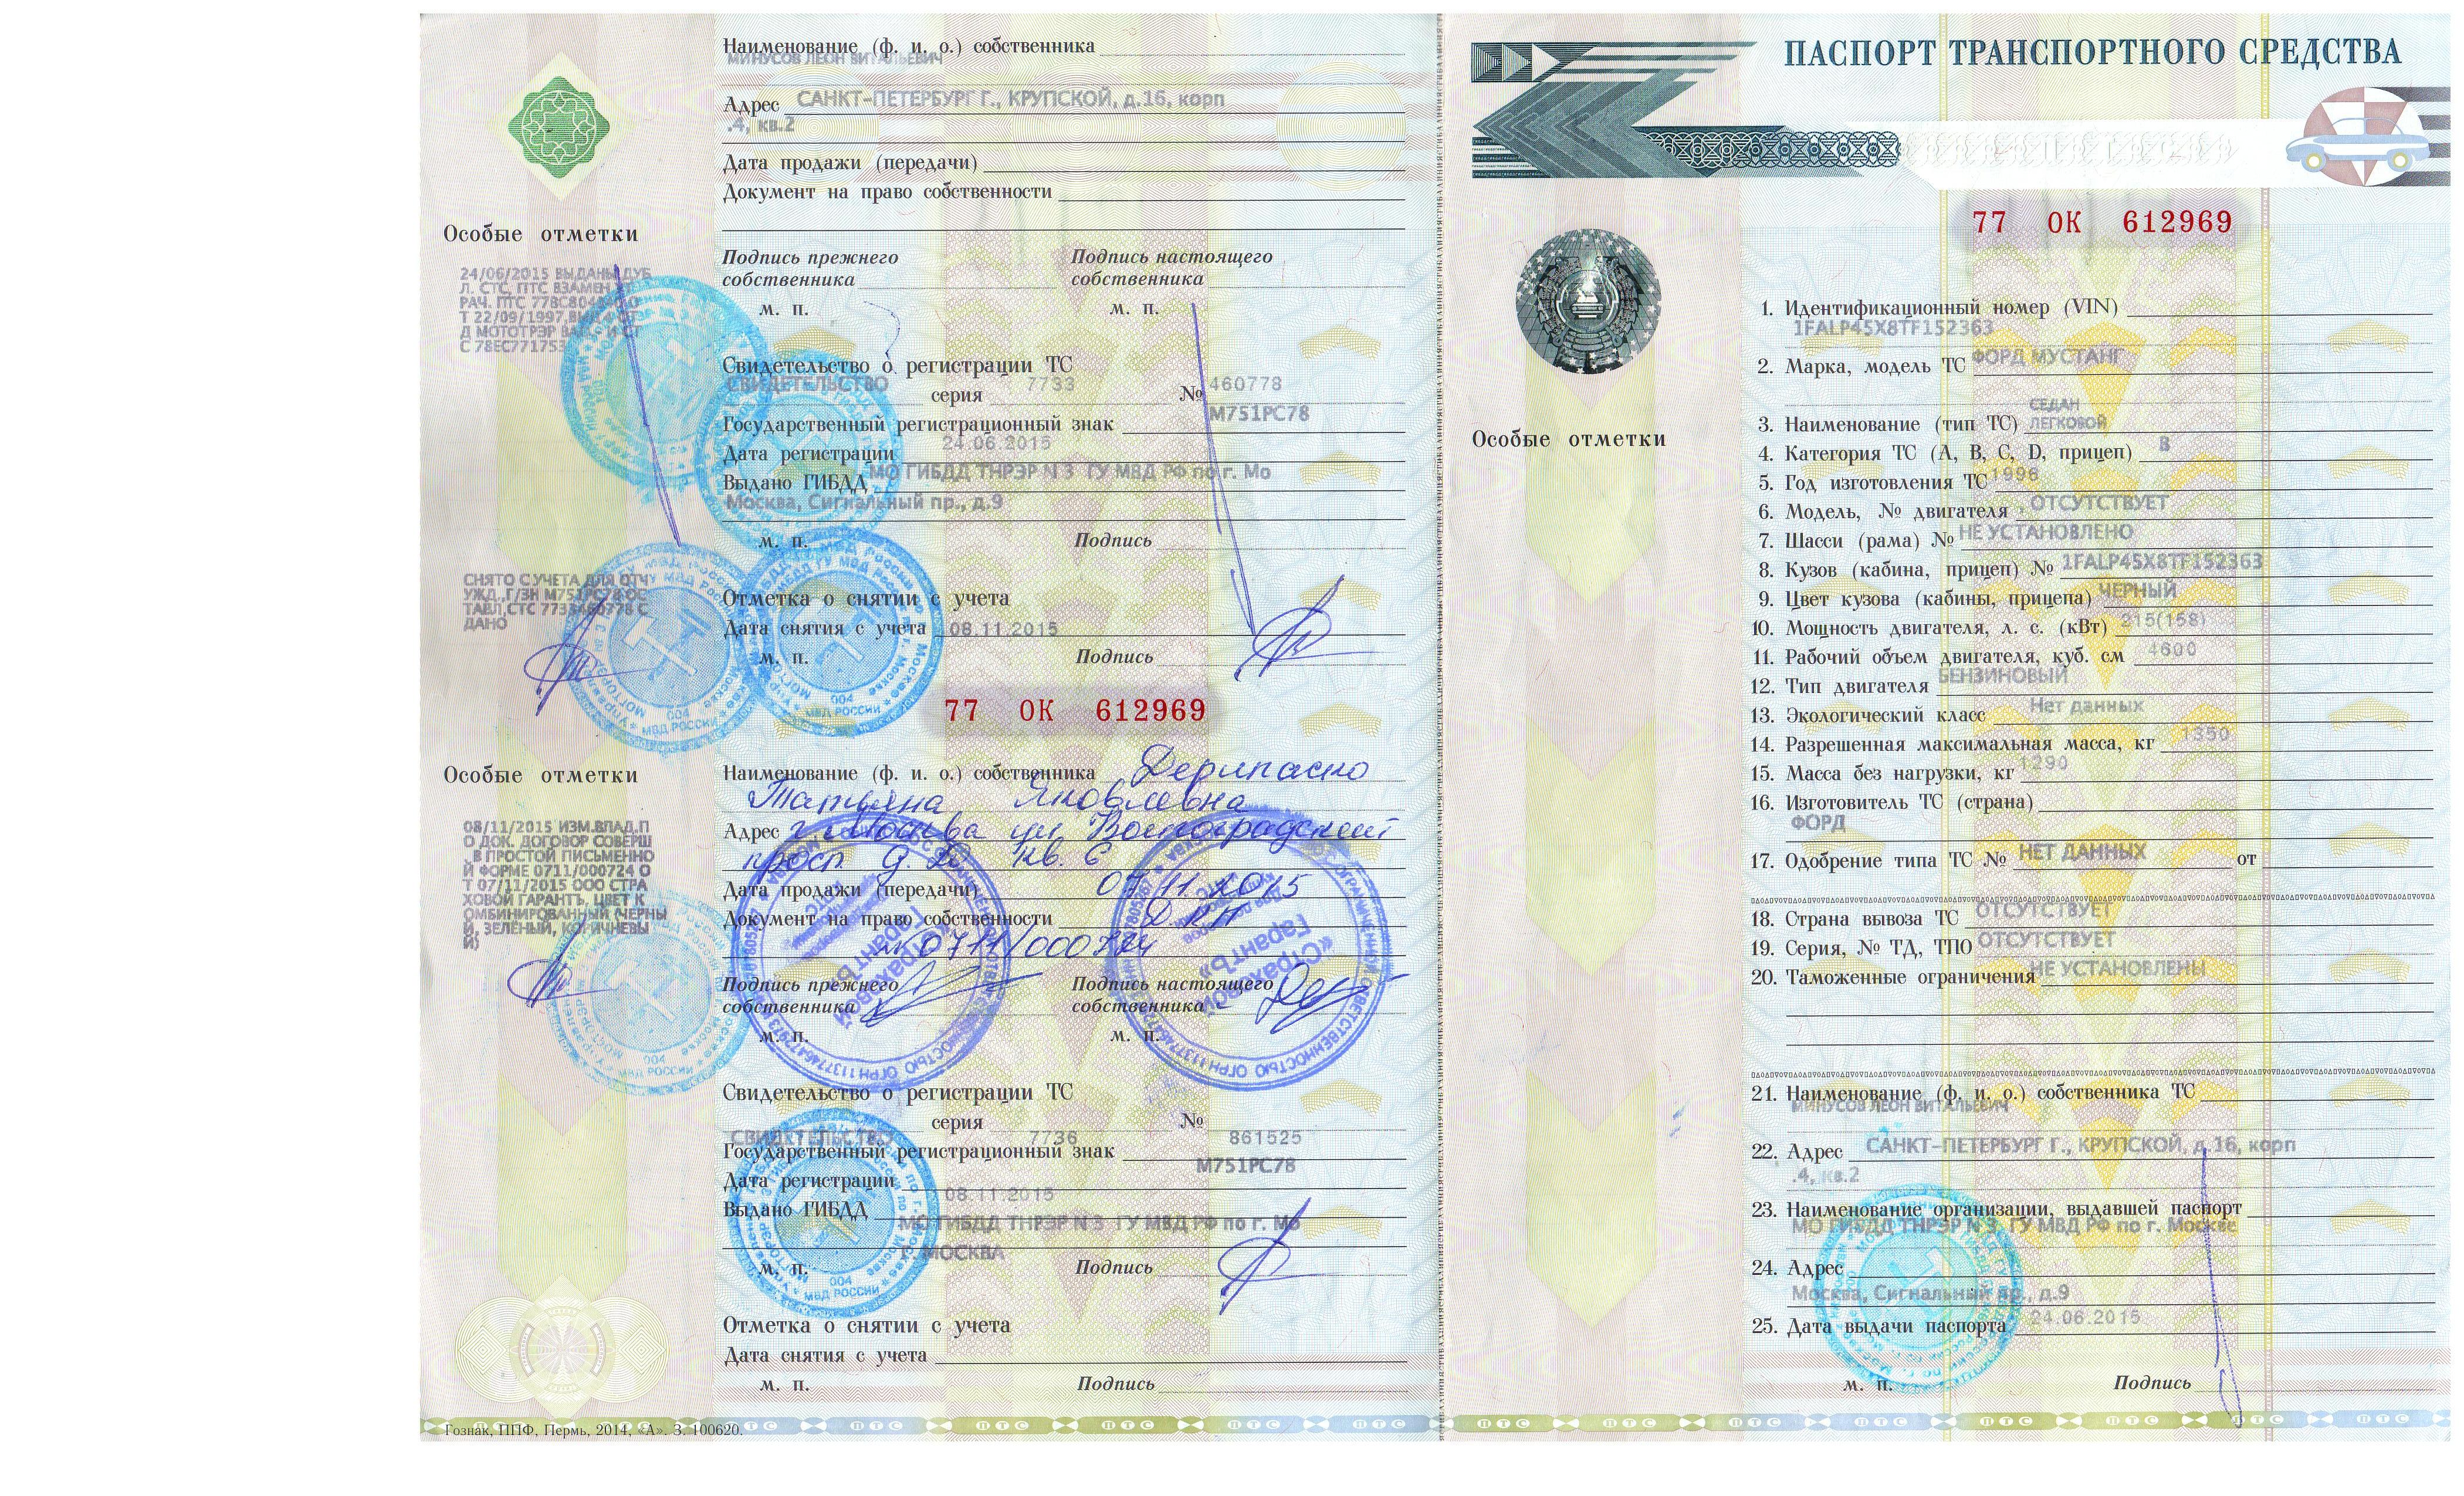 Наименование (ф. и. о.) собственника
МИНУСОВ ЛЕОН ВИТАЛЬЕВИЧ
Адрес САНКТ-ПЕТЕРБУРГ Г., КРУПСКОЙ, д.16, корп
.4, кв.2
Дата продажи (передачи)
Документ на право собственности
Подпись прежнего собственника
Подпись настоящего собственника
м. п. м. п.
Особые отметки
24/06/2015 ВЫДАНЫ ДУБ
Л. СТС, ПТС ВЗАМЕН
РАЧ. ПТС
Т 22/09/1997
Д МОТОТРЭР
С 78ЕС771753
Свидетельство о регистрации ТС
СВИДЕТЕЛЬСТВО серия 7733 № 460778
Государственный регистрационный знак М751РС78
Дата регистрации 24.06.2015
Выдано ГИБДД МО ГИБДД ТНРЭР N 3 ГУ МВД РФ по г. Мо
Москва, Сигнальный пр., д.9
м. п. Подпись
СНЯТО С УЧЕТА ДЛЯ ОТЧ
УЖД.,Г/ЗН М751РС78 ОС
ТАВЛ,СТС 7733460778 С
ДАНО
Отметка о снятии с учета
Дата снятия с учета 08.11.2015
м. п. Подпись
77 ОК 612969
Особые отметки
08/11/2015 ИЗМ.ВЛАД.П
О ДОК. ДОГОВОР СОВЕРШ
. В ПРОСТОЙ ПИСЬМЕННО
Й ФОРМЕ 0711/000724 О
Т 07/11/2015 ООО СТРА
ХОВОЙ ГАРАНТЪ, ЦВЕТ К
ОМБИНИРОВАННЫЙ (ЧЕРНЫ
Й, ЗЕЛЕНЫЙ, КОРИЧНЕВЫ
Й)
Наименование (ф. и. о.) собственника Дерипаско
Татьяна Яковлевна
Адрес г. Москва
просп д. кв. 6
Дата продажи (передачи) 07.11.2015
Документ на право собственности ДКП
0711/000724
Подпись прежнего собственника
Подпись настоящего собственника
м. п. м. п.
«Страховой Гарантъ»
«Страховой Гарантъ»
Свидетельство о регистрации ТС
серия №
СВИДЕТЕЛЬСТВО 7736 861525
Государственный регистрационный знак М751РС78
Дата регистрации 08.11.2015
Выдано ГИБДД МО ГИБДД ТНРЭР N 3 ГУ МВД РФ по г. Мо
Г. МОСКВА
м. п. Подпись
Отметка о снятии с учета
Дата снятия с учета
м. п. Подпись
Гознак, ППФ, Пермь, 2014, «А». З. 100620.
ПАСПОРТ ТРАНСПОРТНОГО СРЕДСТВА
77 ОК 612969
Особые отметки
1. Идентификационный номер (VIN)
1FALP45X8TF152363
2. Марка, модель ТС ФОРД МУСТАНГ
СЕДАН
3. Наименование (тип ТС) ЛЕГКОВОЙ
4. Категория ТС (А, В, С, D, прицеп) В
5. Год изготовления ТС 1996
6. Модель, № двигателя ОТСУТСТВУЕТ
7. Шасси (рама) № НЕ УСТАНОВЛЕНО
8. Кузов (кабина, прицеп) № 1FALP45X8TF152363
9. Цвет кузова (кабины, прицепа) ЧЕРНЫЙ
10. Мощность двигателя, л. с. (кВт) 215(158)
11. Рабочий объем двигателя, куб. см 4600
12. Тип двигателя БЕНЗИНОВЫЙ
13. Экологический класс Нет данных
14. Разрешенная максимальная масса, кг 1350
15. Масса без нагрузки, кг 1290
16. Изготовитель ТС (страна)
ФОРД
17. Одобрение типа ТС № НЕТ ДАННЫХ от
18. Страна вывоза ТС ОТСУТСТВУЕТ
19. Серия, № ТД, ТПО ОТСУТСТВУЕТ
20. Таможенные ограничения НЕ УСТАНОВЛЕНЫ
21. Наименование (ф. и. о.) собственника ТС
МИНУСОВ ЛЕОН ВИТАЛЬЕВИЧ
22. Адрес САНКТ-ПЕТЕРБУРГ Г., КРУПСКОЙ, д.16, корп
.4, кв.2
23. Наименование организации, выдавшей паспорт
МО ГИБДД ТНРЭР N 3 ГУ МВД РФ по г. Москве
24. Адрес
Москва, Сигнальный пр., д.9
25. Дата выдачи паспорта 24.06.2015
м. п. Подпись